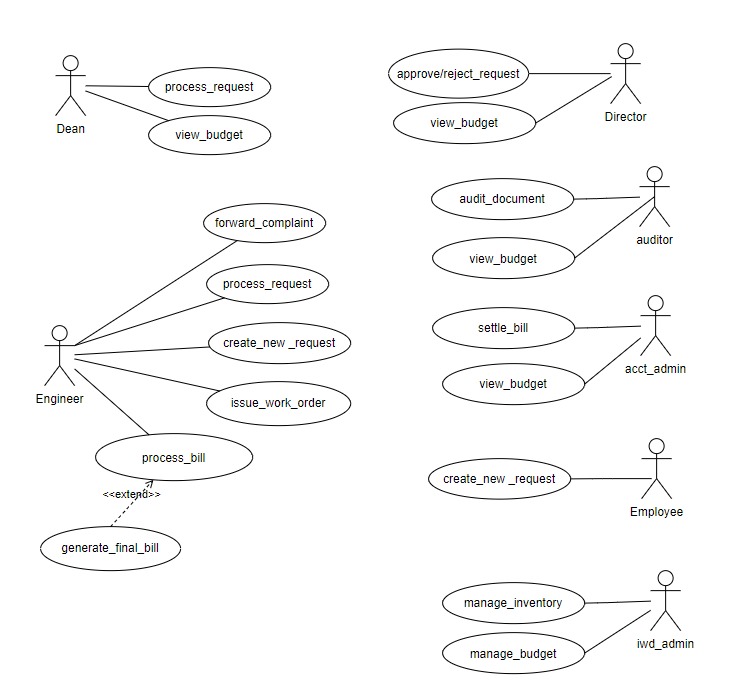 process_request
Dean
view_budget
approve/reject_request
Director
view_budget
forward_complaint
process_request
create_new _request
Engineer
issue_work_order
process_bill
<<extend>>
generate_final_bill
audit_document
auditor
view_budget
settle_bill
acct_admin
view_budget
create_new _request
Employee
manage_inventory
iwd_admin
manage_budget